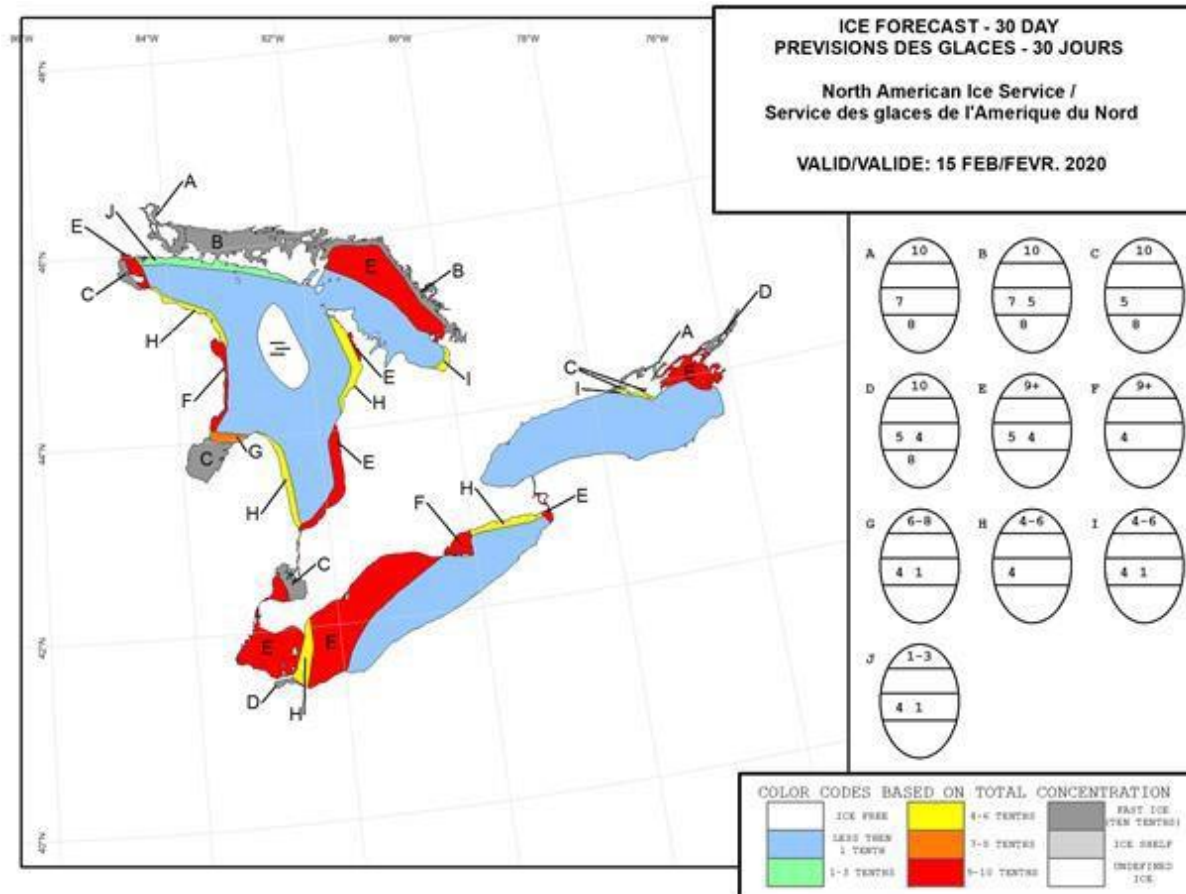 ICE FORECAST - 30 DAY
PREVISIONS DES GLACES - 30 JOURS
North American Ice Service /
Service des glaces de l'Amerique du Nord
VALID/VALIDE: 15 FEB/FEVR. 2020
84°W
82°W
80°W
78°W
76°W
46°N
44°N
42°N
40°N
A
J
E
B
E
B
C
H
F
E
H
I
C
G
E
H
D
A
C
I
E
H
E
F
C
E
E
D
H
A 10
7
8
B 10
7 5
8
C 10
5
8
D 10
5 4
8
E 9+
5 4
F 9+
4
G 6-8
4 1
H 4-6
4
I 4-6
4 1
J 1-3
4 1
COLOR CODES BASED ON TOTAL CONCENTRATION
ICE FREE
LESS THEN
1 TENTH
1-3 TENTHS
4-6 TENTHS
9-10 TENTHS
FAST ICE
(TEN TENTHS)
ICE SHELF
UNDEFINED
ICE